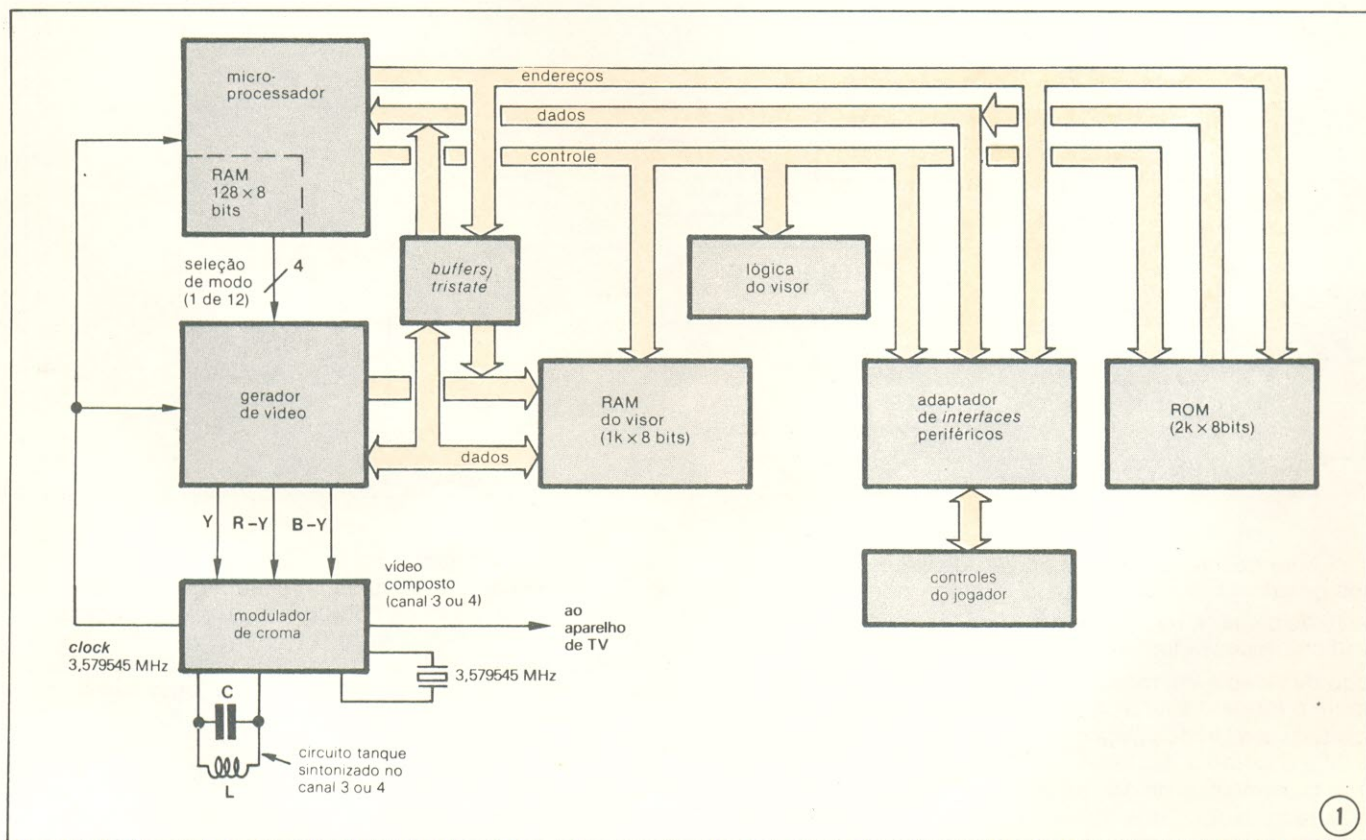 micro-
processador
RAM
128 × 8
bits
endereços
dados
controle
seleção
de modo
(1 de 12)
4
buffers/
tristate
lógica
do visor
gerador
de vídeo
RAM
do visor
(1k × 8 bits)
adaptador
de interfaces
periféricos
ROM
(2k × 8bits)
dados
Y
R –Y
B –Y
modulador
de croma
vídeo
composto
(canal 3 ou 4)
ao
aparelho
de TV
controles
do jogador
clock
3,579545 MHz
3,579545 MHz
C
L
circuito tanque
sintonizado no
canal 3 ou 4
1